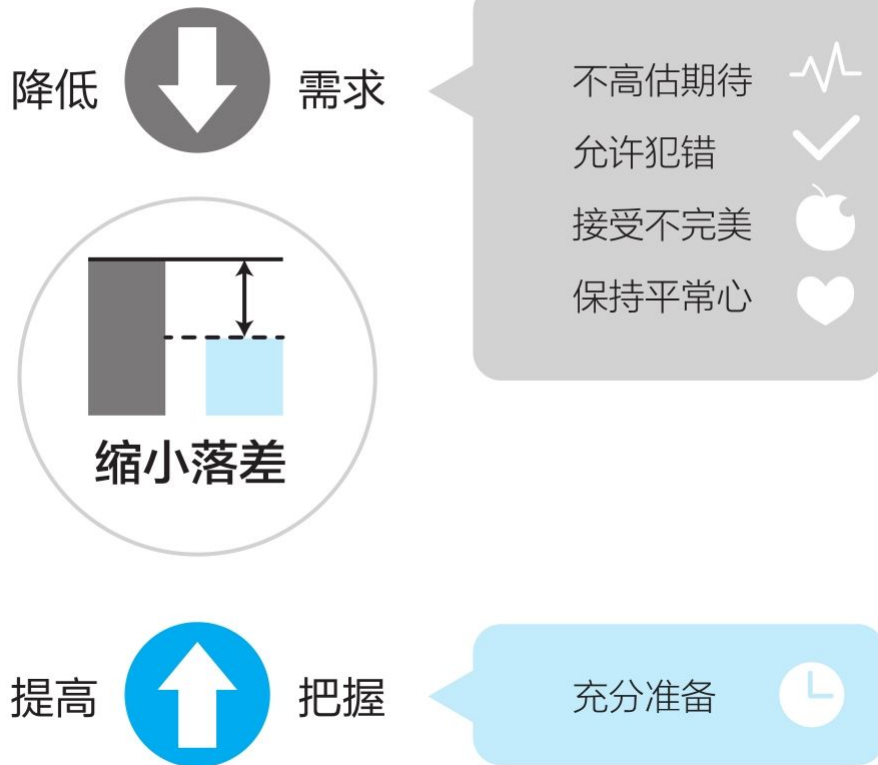 降低 需求
不高估期待
允许犯错
接受不完美
保持平常心
缩小落差
提高 把握
充分准备